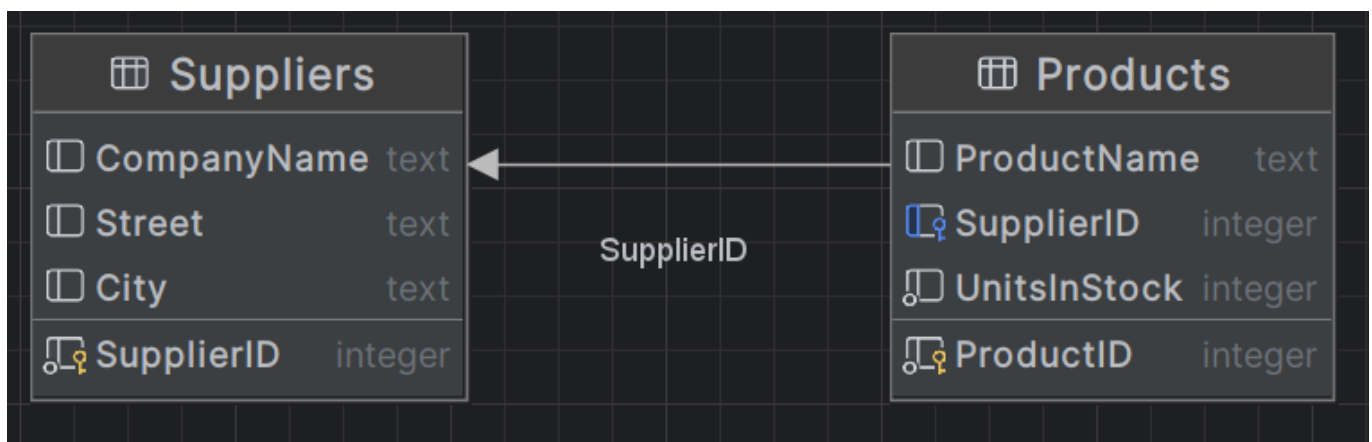 Suppliers
CompanyName text
Street text
City text
SupplierID integer
SupplierID
Products
ProductName text
SupplierID integer
UnitsInStock integer
ProductID integer